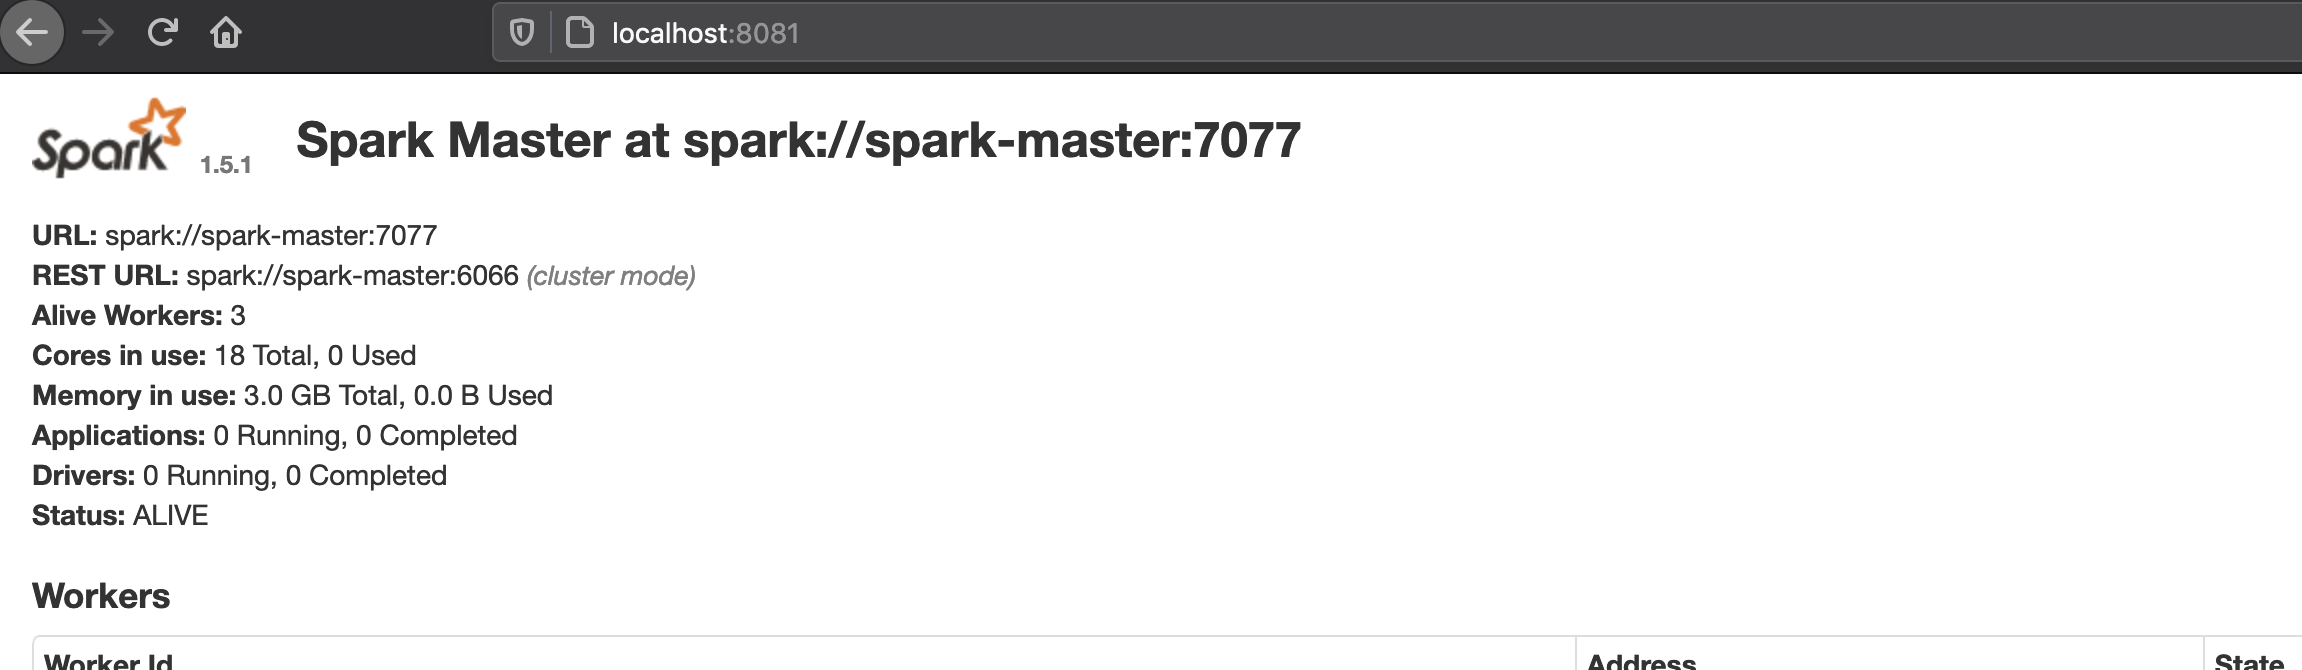 localhost:8081
Spark 1.5.1 Spark Master at spark://spark-master:7077
URL: spark://spark-master:7077
REST URL: spark://spark-master:6066 (cluster mode)
Alive Workers: 3
Cores in use: 18 Total, 0 Used
Memory in use: 3.0 GB Total, 0.0 B Used
Applications: 0 Running, 0 Completed
Drivers: 0 Running, 0 Completed
Status: ALIVE
Workers
Worker Id Address State